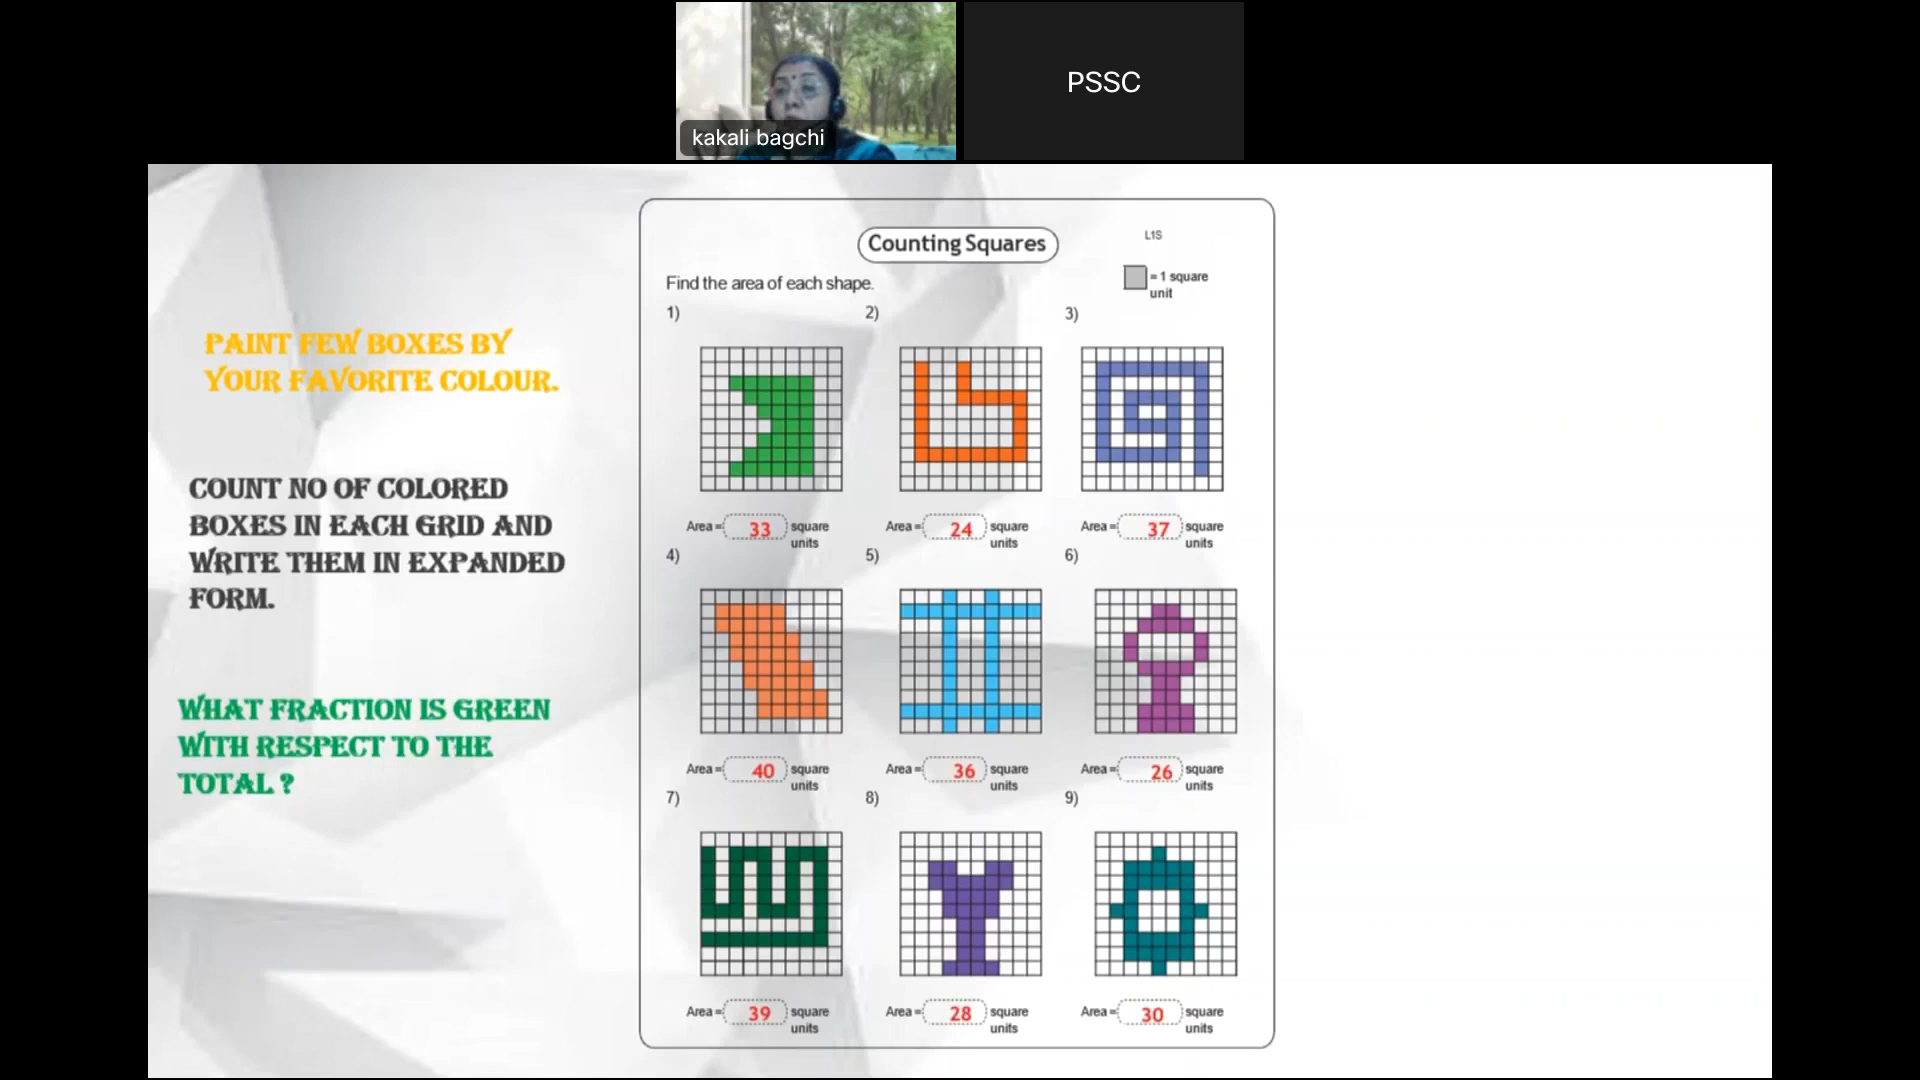 kakali bagchi
PSSC
PAINT FEW BOXES BY
YOUR FAVORITE COLOUR.
COUNT NO OF COLORED
BOXES IN EACH GRID AND
WRITE THEM IN EXPANDED
FORM.
WHAT FRACTION IS GREEN
WITH RESPECT TO THE
TOTAL ?
Counting Squares
L1S
Find the area of each shape.
= 1 square
unit
1)
2)
3)
Area = 33 square
units
Area = 24 square
units
Area = 37 square
units
4)
5)
6)
Area = 40 square
units
Area = 36 square
units
Area = 26 square
units
7)
8)
9)
Area = 39 square
units
Area = 28 square
units
Area = 30 square
units